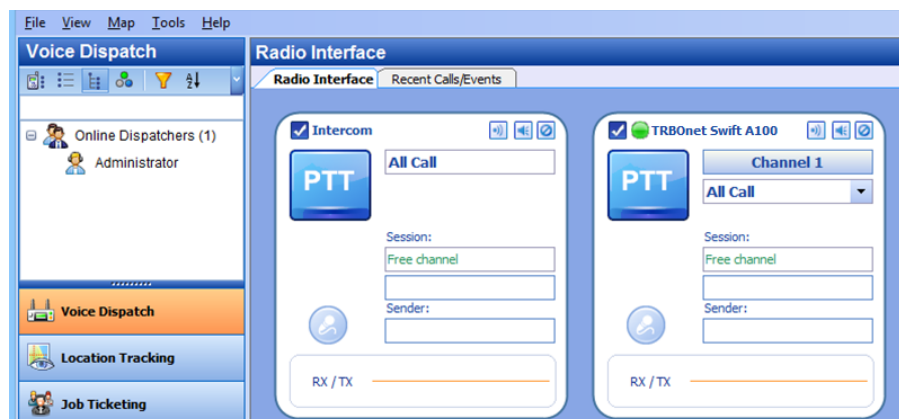 File View Map Tools Help
Voice Dispatch
Online Dispatchers (1)
Administrator
Voice Dispatch
Location Tracking
Job Ticketing
Radio Interface
Radio Interface Recent Calls/Events
Intercom
PTT
All Call
Session:
Free channel
Sender:
RX / TX
TRBOnet Swift A100
PTT
Channel 1
All Call
Session:
Free channel
Sender:
RX / TX